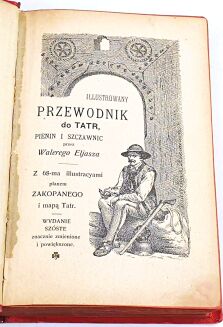 ILLUSTROWANY
PRZEWODNIK
do TATR,
PIENIN I SZCZAWNIC
przez
Walerego Eljasza
Z 68-ma illustracyami
planem
ZAKOPANEGO
i mapą Tatr.
WYDANIE
SZÓSTE
znacznie zmienione
i powiększone.